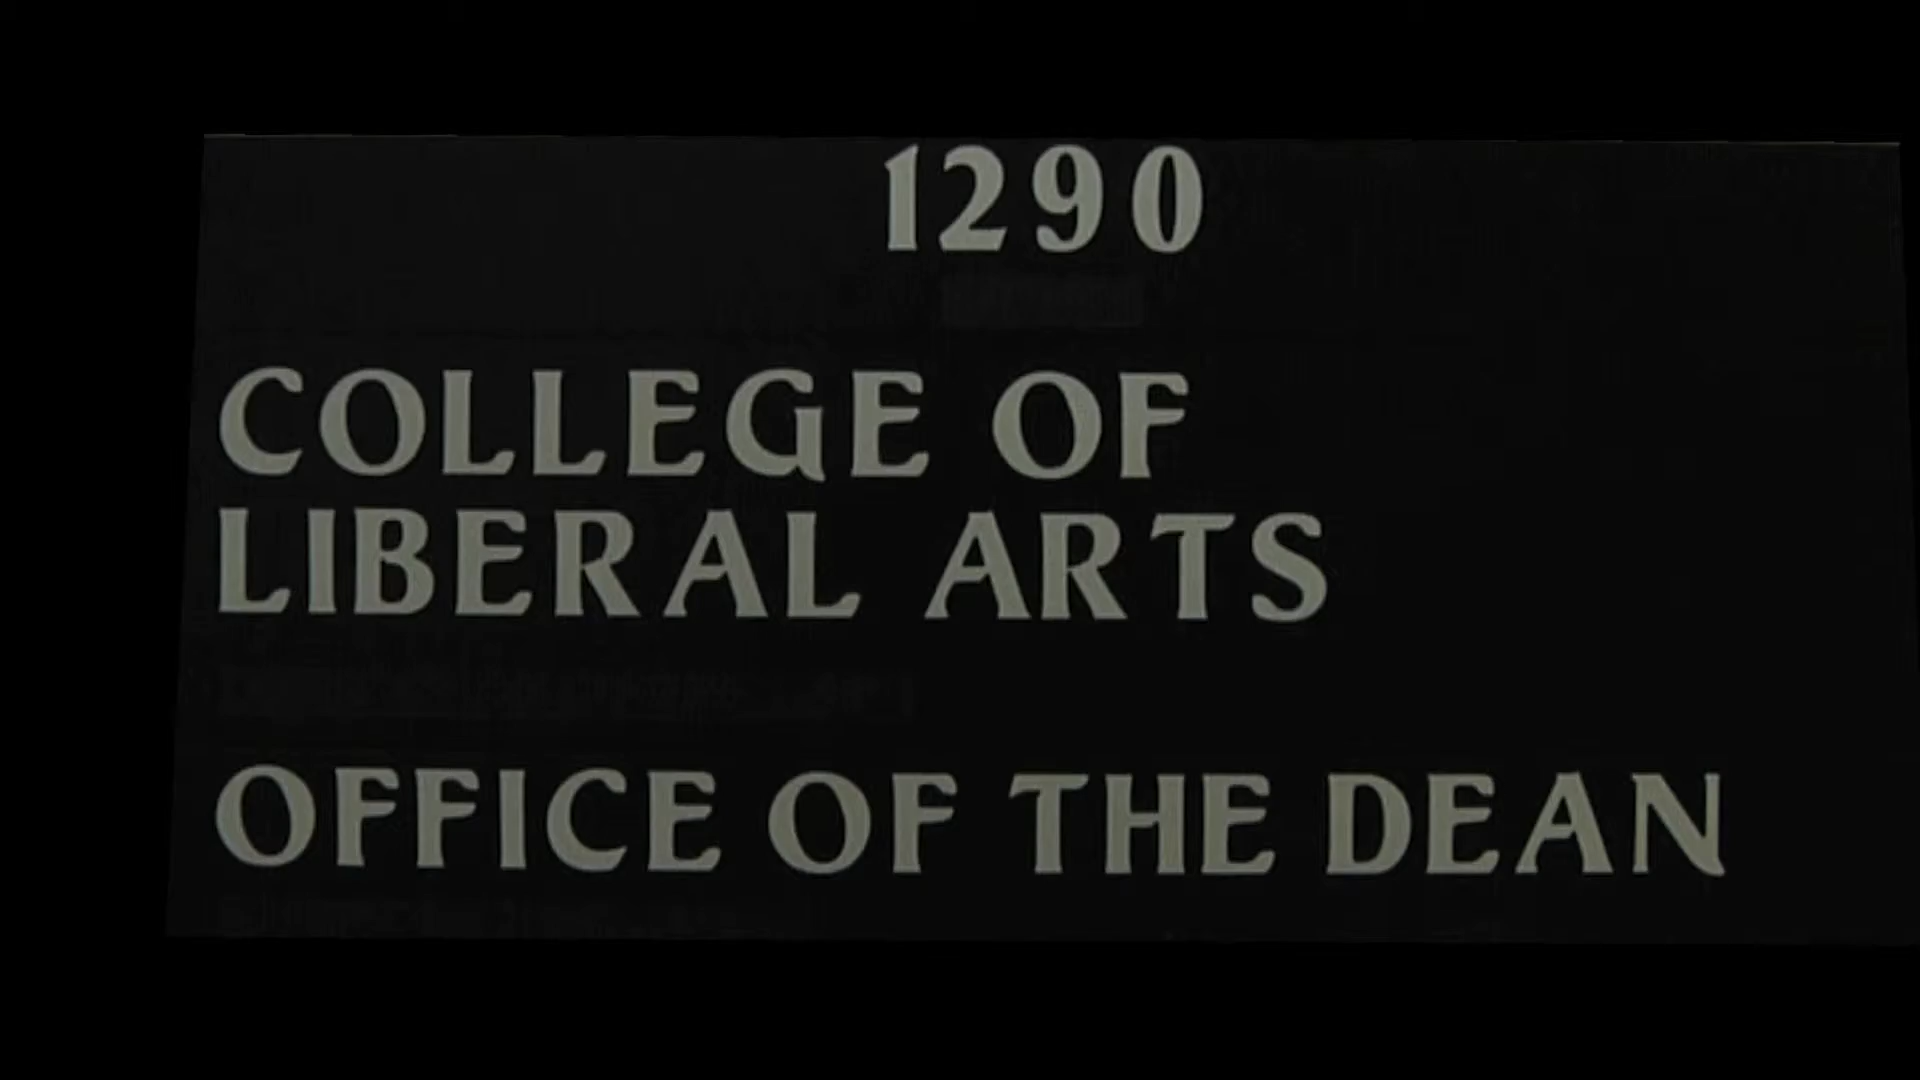 1290
COLLEGE OF
LIBERAL ARTS
OFFICE OF THE DEAN